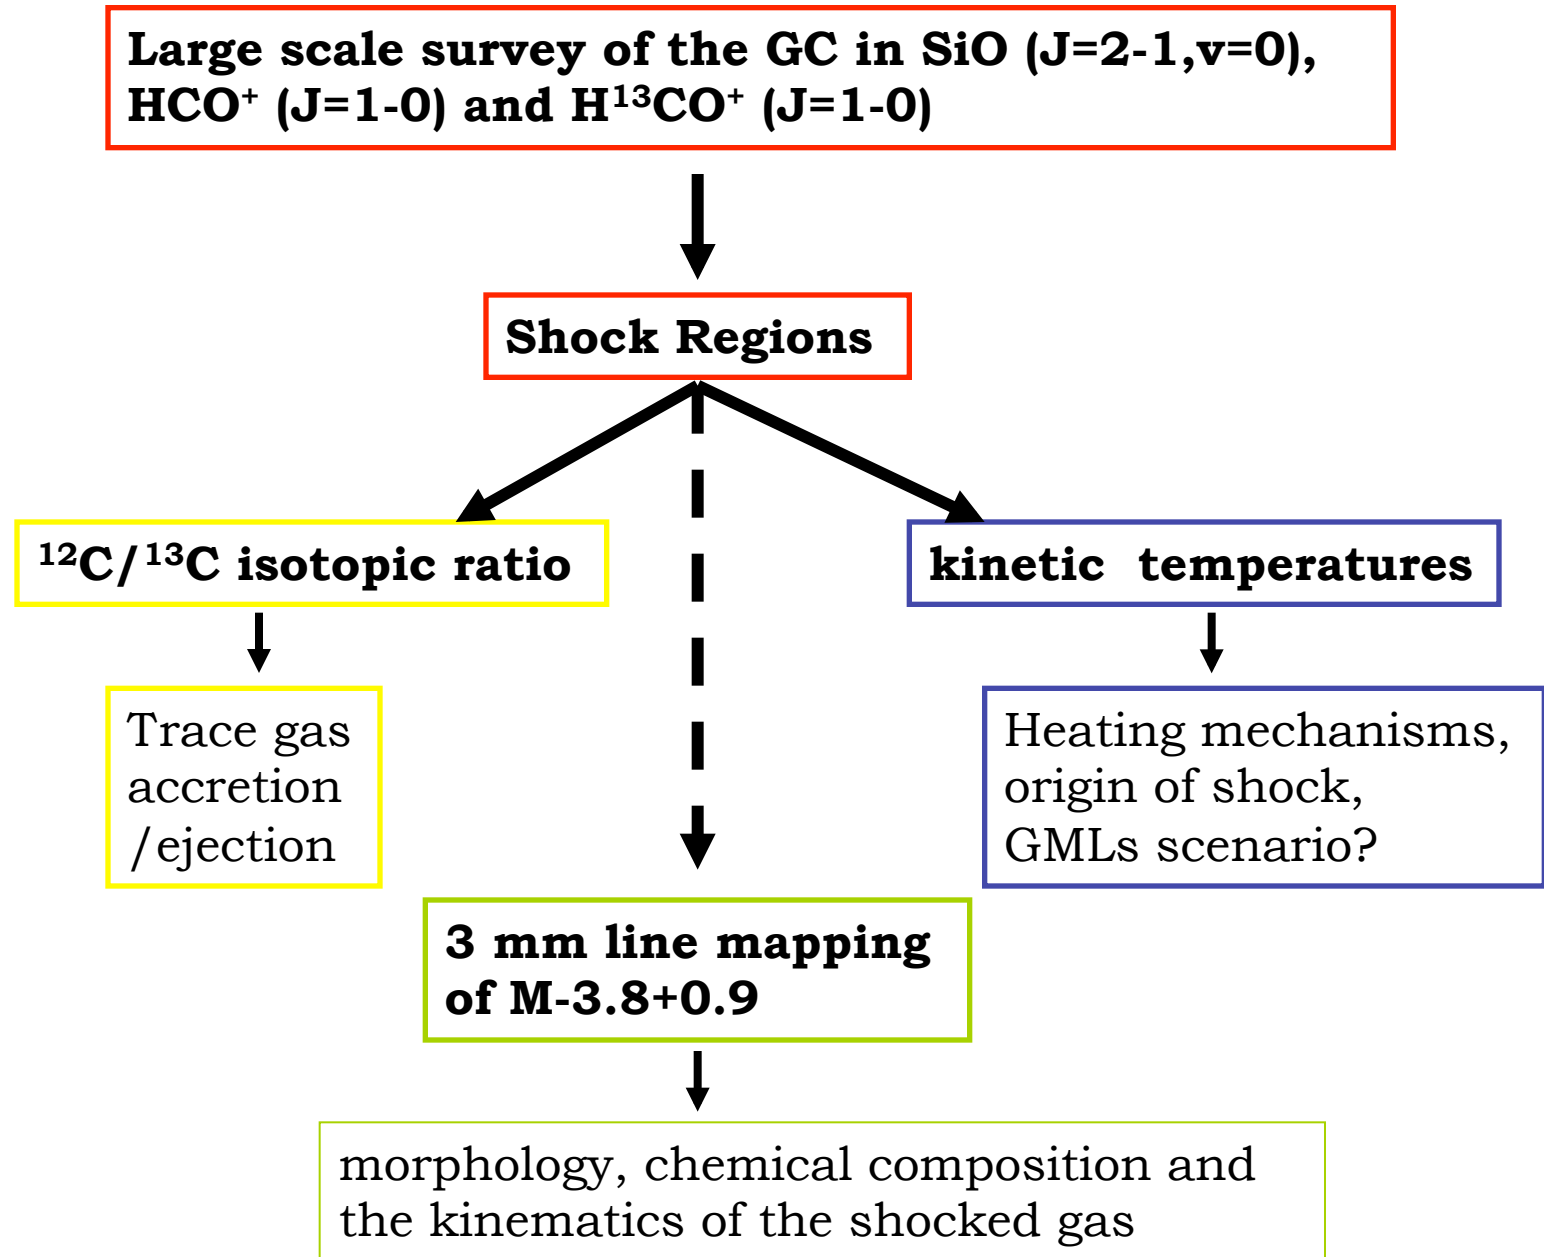 Large scale survey of the GC in SiO (J=2-1,v=0),
HCO⁺ (J=1-0) and H¹³CO⁺ (J=1-0)
Shock Regions
¹²C/¹³C isotopic ratio
kinetic temperatures
Trace gas
accretion
/ejection
Heating mechanisms,
origin of shock,
GMLs scenario?
3 mm line mapping
of M-3.8+0.9
morphology, chemical composition and
the kinematics of the shocked gas